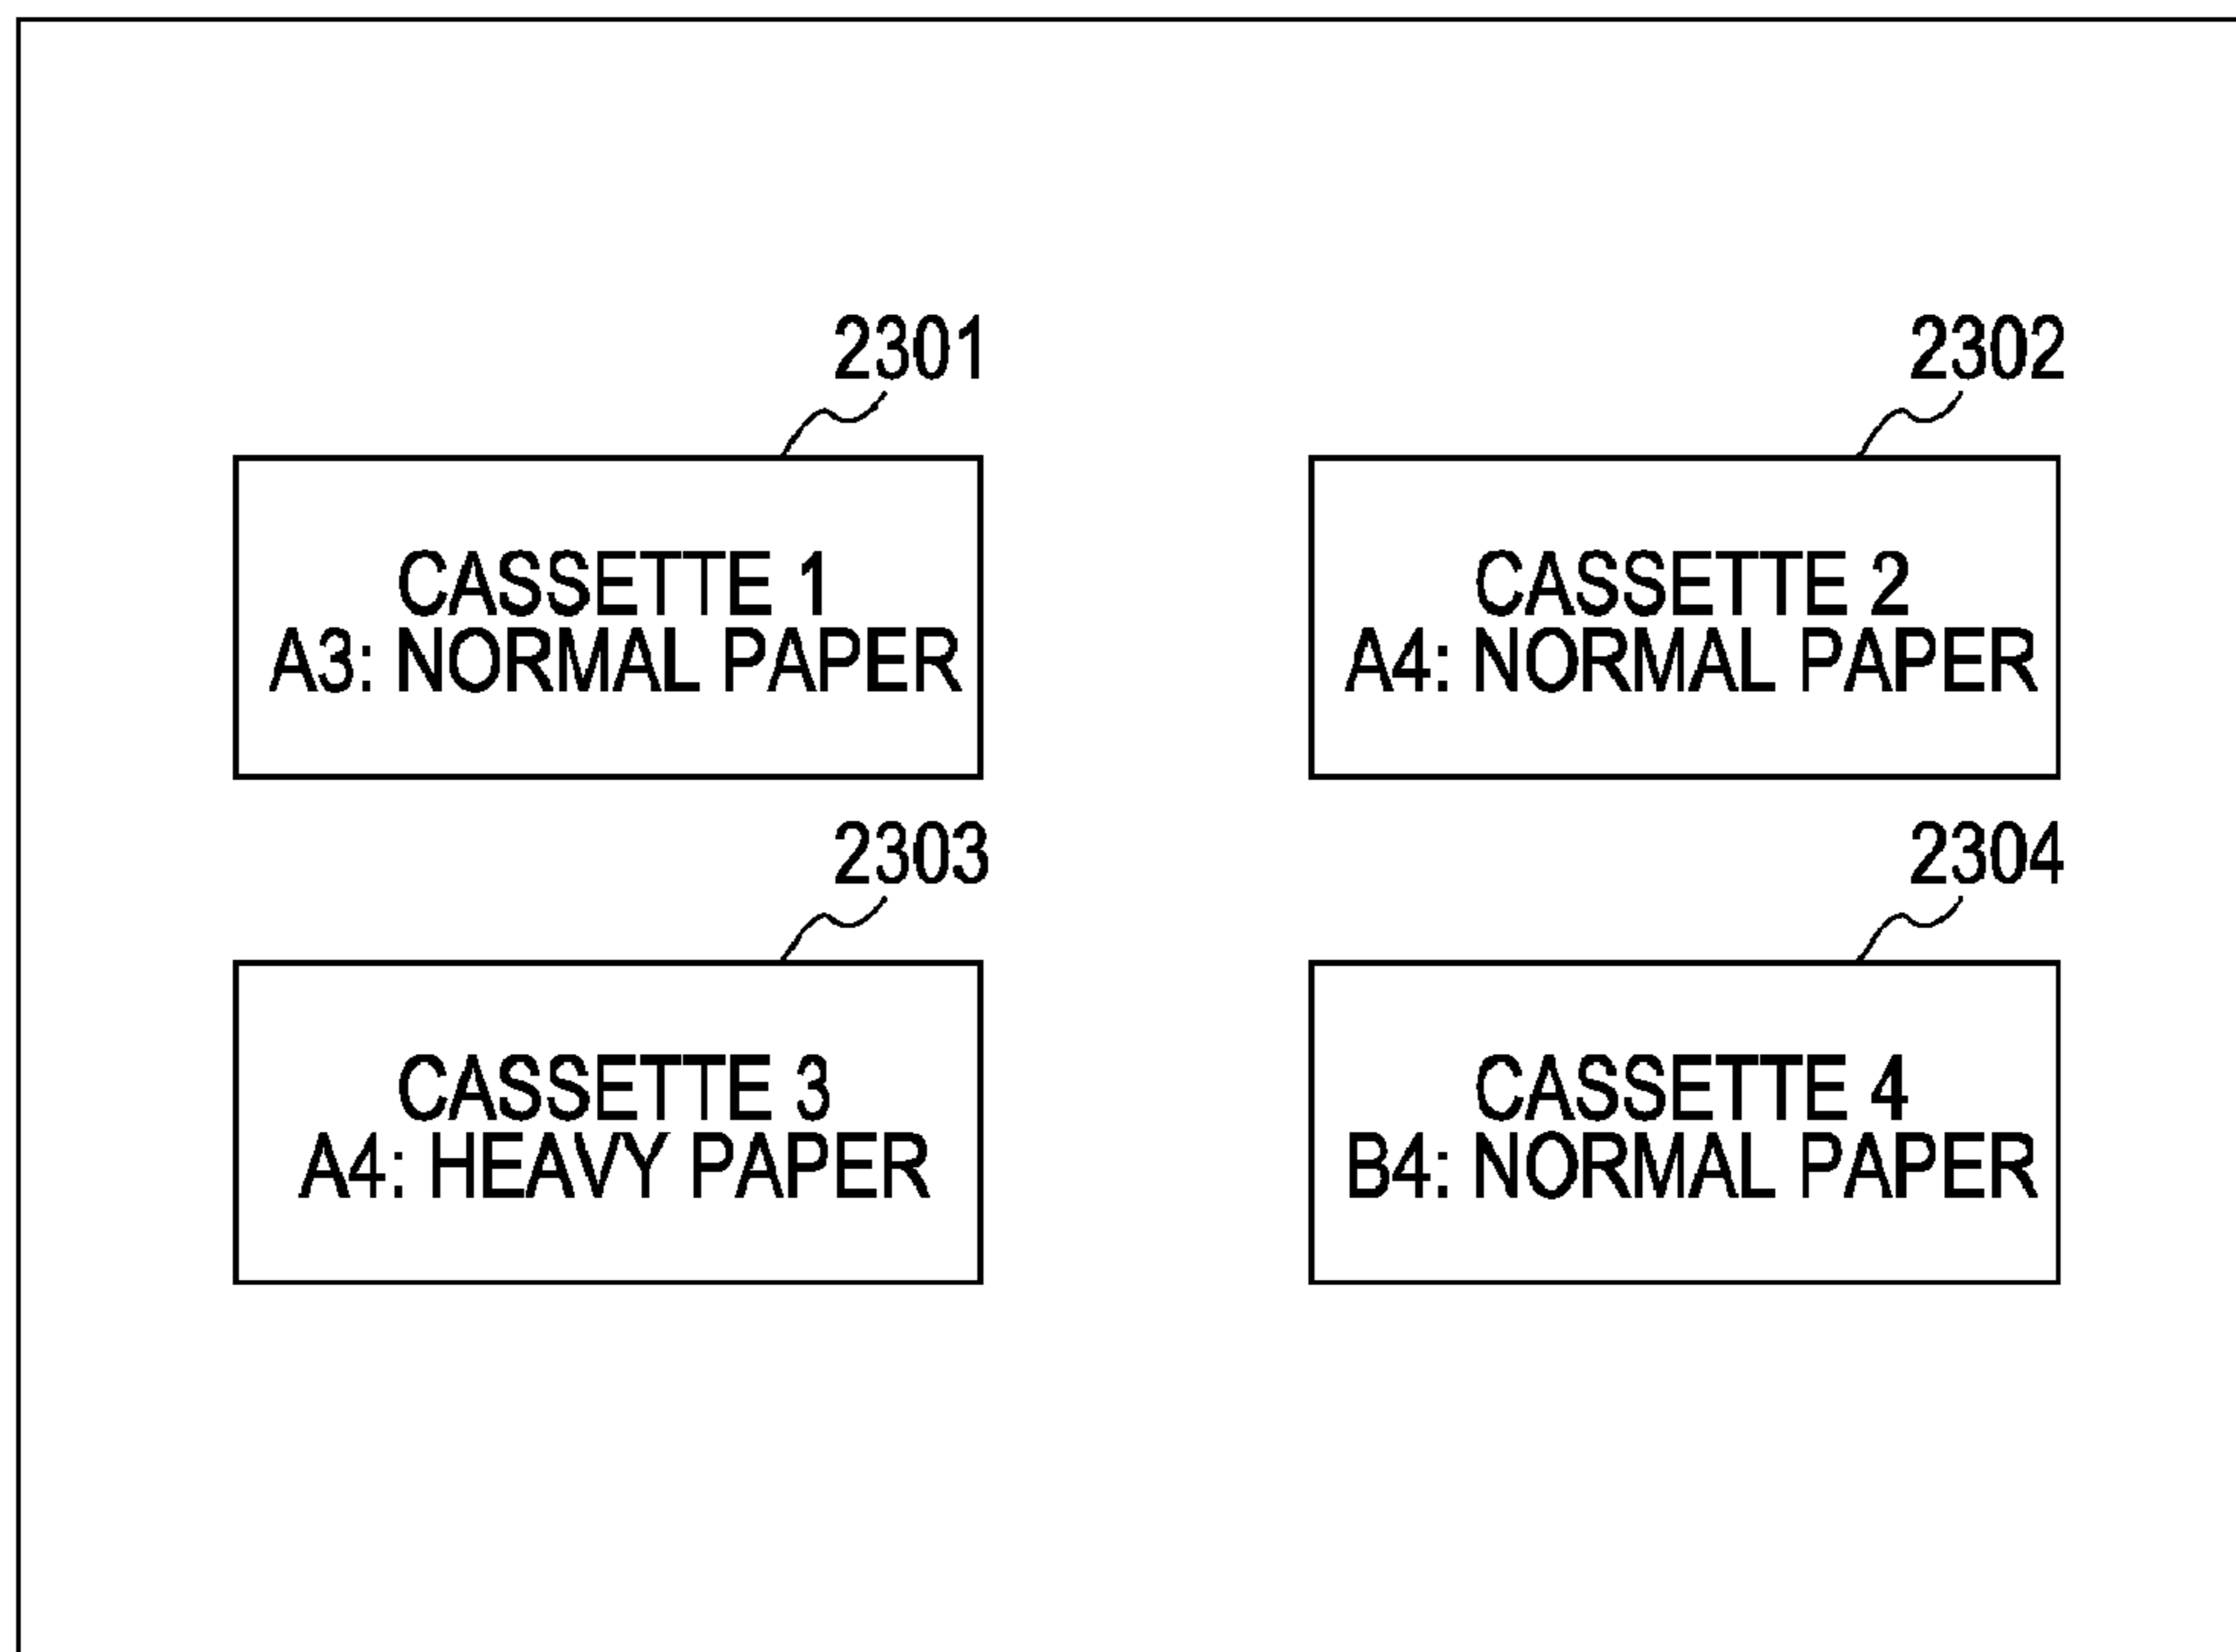 2301
2302
CASSETTE 1
A3: NORMAL PAPER
CASSETTE 2
A4: NORMAL PAPER
2303
2304
CASSETTE 3
A4: HEAVY PAPER
CASSETTE 4
B4: NORMAL PAPER